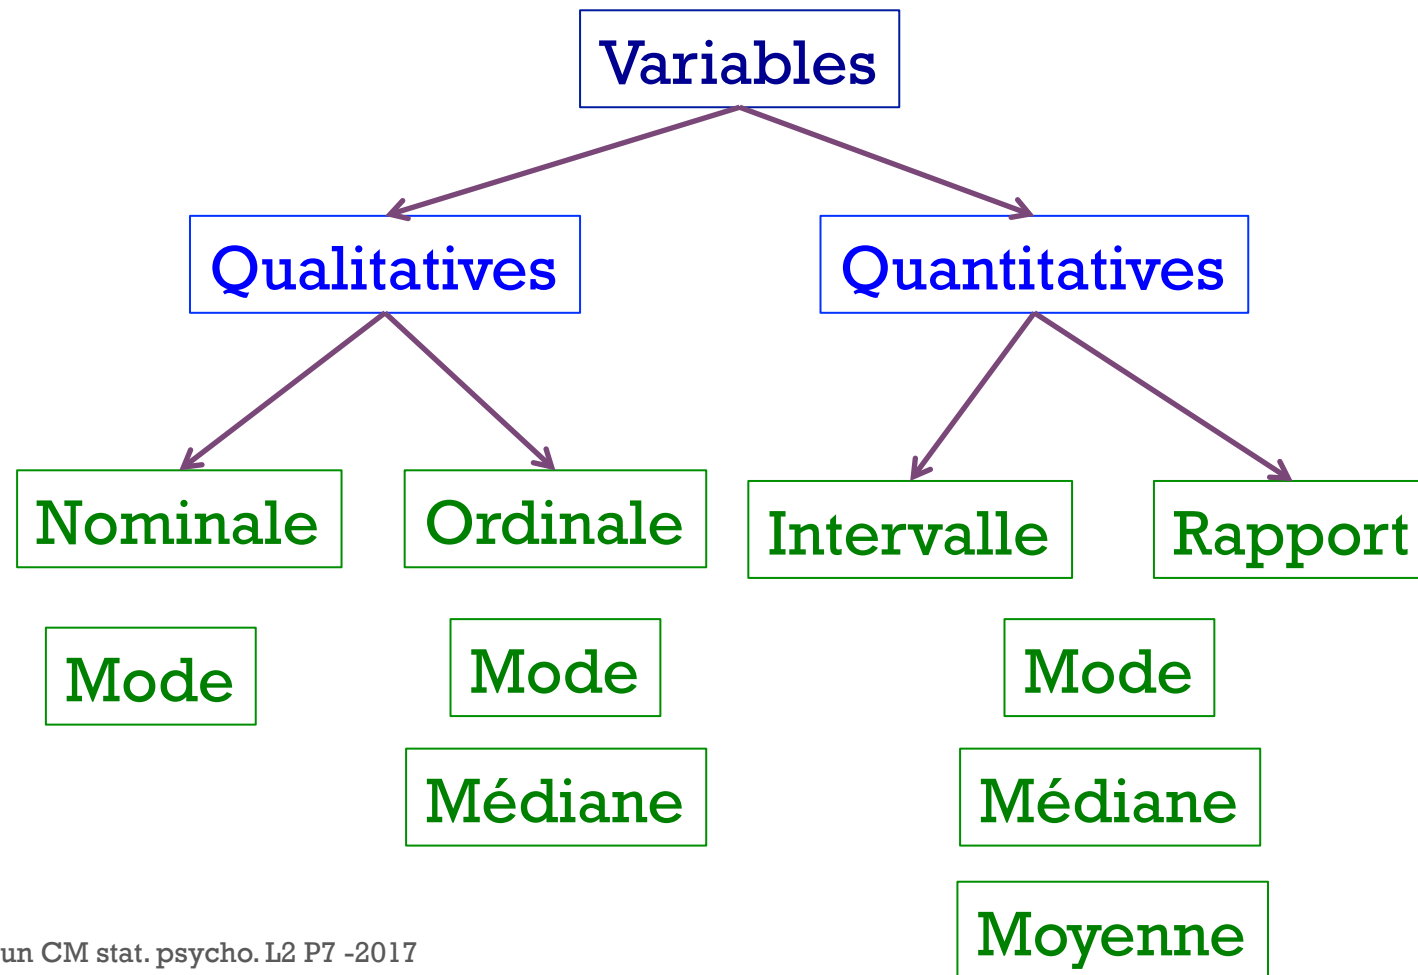 Variables
Qualitatives
Quantitatives
Nominale
Ordinale
Intervalle
Rapport
Mode
Mode
Mode
Médiane
Médiane
Moyenne
un CM stat. psycho. L2 P7 -2017